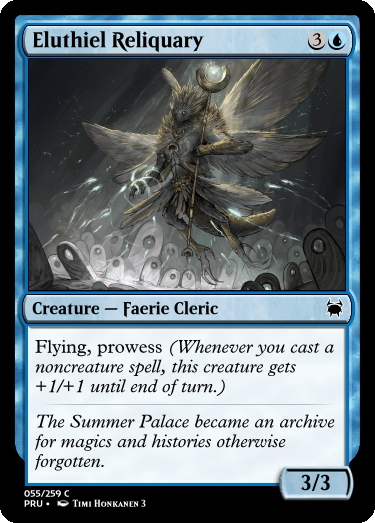 Eluthiel Reliquary 3
Creature — Faerie Cleric
Flying, prowess (Whenever you cast a
noncreature spell, this creature gets
+1/+1 until end of turn.)
The Summer Palace became an archive
for magics and histories otherwise
forgotten.
3/3
055/259 C
PRU • Timi Honkanen 3